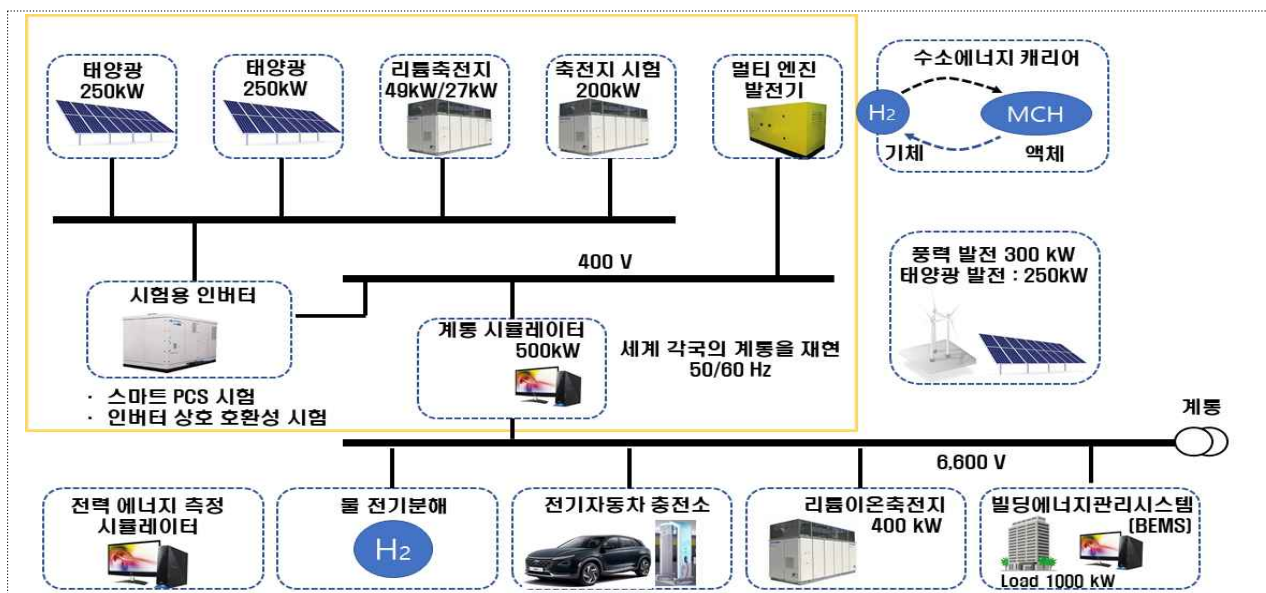 태양광
250kW
태양광
250kW
리튬축전지
49kW/27kW
축전지 시험
200kW
멀티 엔진
발전기
수소에너지 캐리어
H2
MCH
기체
액체
400 V
풍력 발전 300 kW
태양광 발전 : 250kW
시험용 인버터
계통 시뮬레이터
500kW
세계 각국의 계통을 재현
50/60 Hz
· 스마트 PCS 시험
· 인버터 상호 호환성 시험
계통
6,600 V
전력 에너지 측정
시뮬레이터
물 전기분해
H2
전기자동차 충전소
리튬이온축전지
400 kW
빌딩에너지관리시스템
(BEMS)
Load 1000 kW